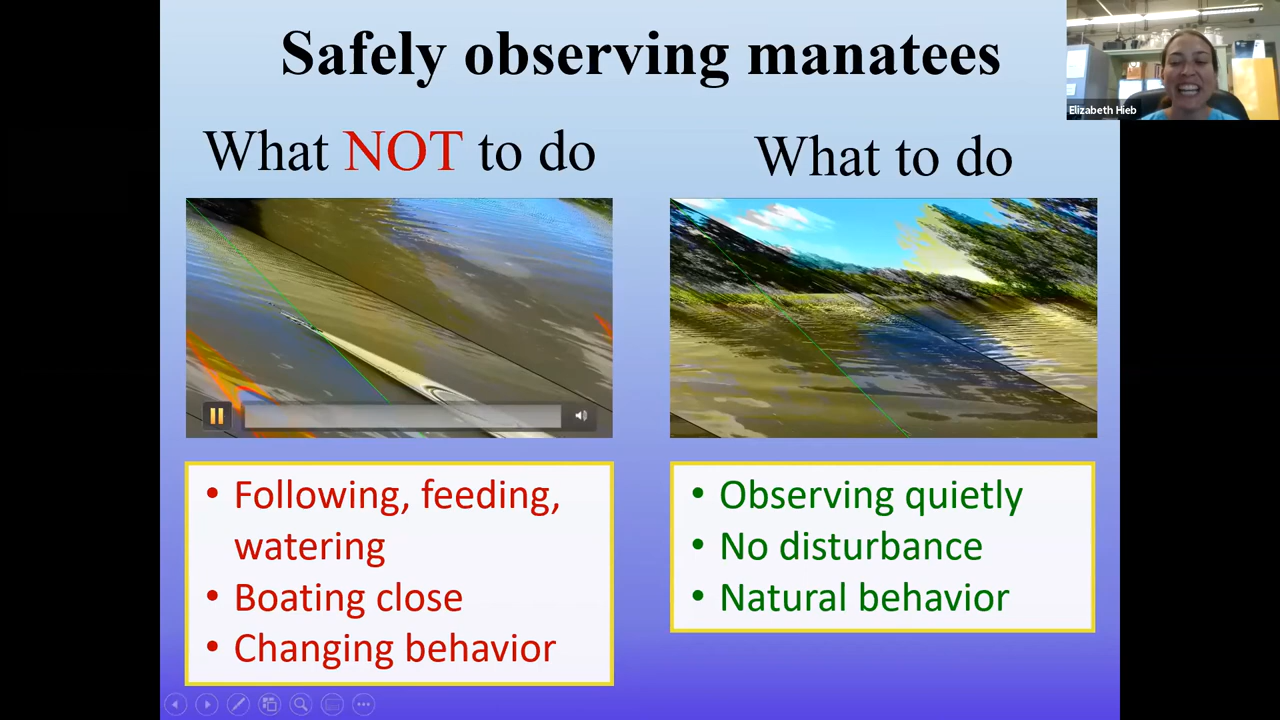 Safely observing manatees
Elizabeth Hieb
What NOT to do
What to do
• Following, feeding,
watering
• Boating close
• Changing behavior
• Observing quietly
• No disturbance
• Natural behavior